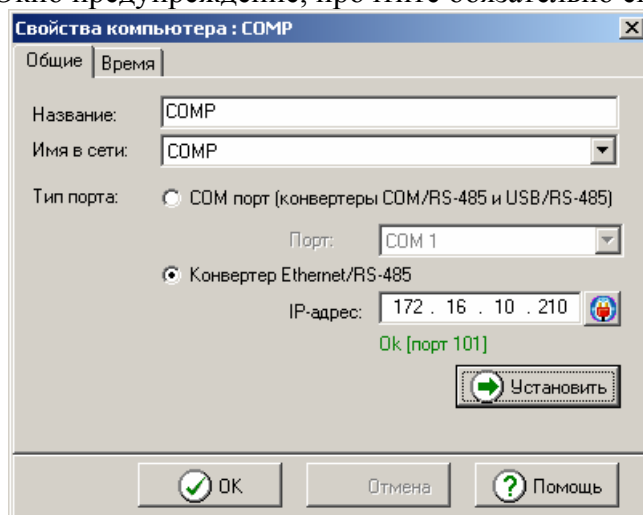 Окно предупреждение, прочтите обязательно
Свойства компьютера : COMP
Общие Время
Название: COMP
Имя в сети: COMP
Тип порта: COM порт (конвертеры COM/RS-485 и USB/RS-485)
Порт: COM 1
Конвертер Ethernet/RS-485
IP-адрес: 172 . 16 . 10 . 210
Ok [порт 101]
Установить
OK Отмена Помощь